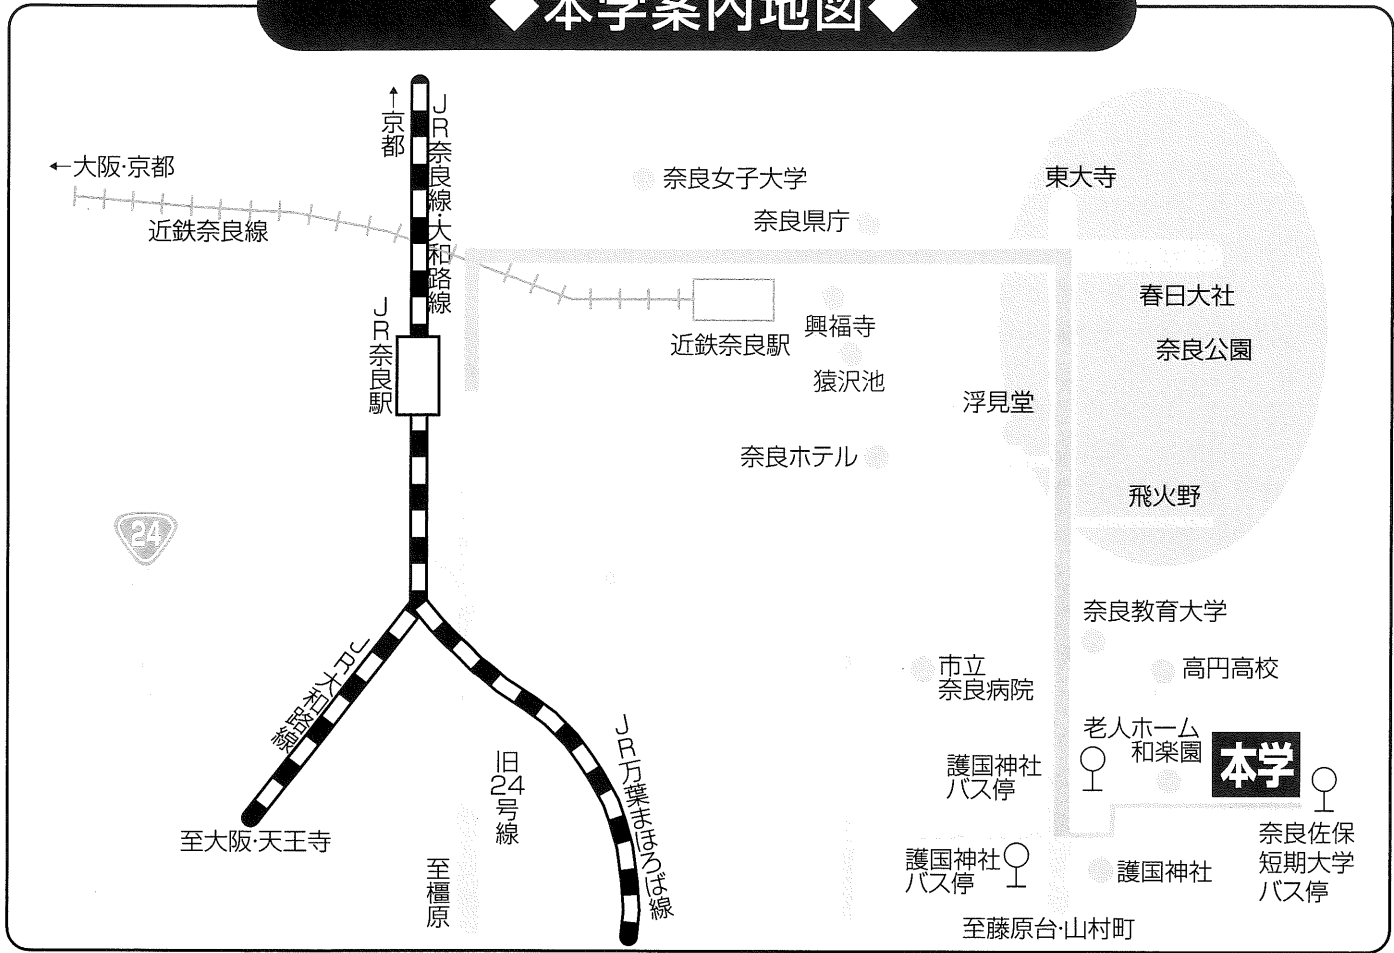 ◆本学案内地図◆
←京都
JR奈良線・大和路線
←大阪・京都
近鉄奈良線
奈良女子大学
奈良県庁
東大寺
春日大社
奈良公園
JR奈良駅
近鉄奈良駅
興福寺
猿沢池
浮見堂
奈良ホテル
飛火野
24
奈良教育大学
市立
奈良病院
高円高校
JR大和路線
JR万葉まほろば線
旧24号線
老人ホーム
和楽園
本学
護国神社
バス停
至大阪・天王寺
至橿原
護国神社
バス停
護国神社
奈良佐保
短期大学
バス停
至藤原台・山村町